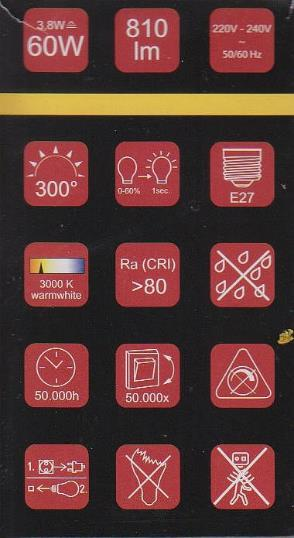 3,8W≙
60W
810
lm
220V - 240V
~
50/60 Hz
300°
0-60% 1sec.
E27
3000 K
warmwhite
Ra (CRI)
>80
50.000h
50.000x
1.
2.